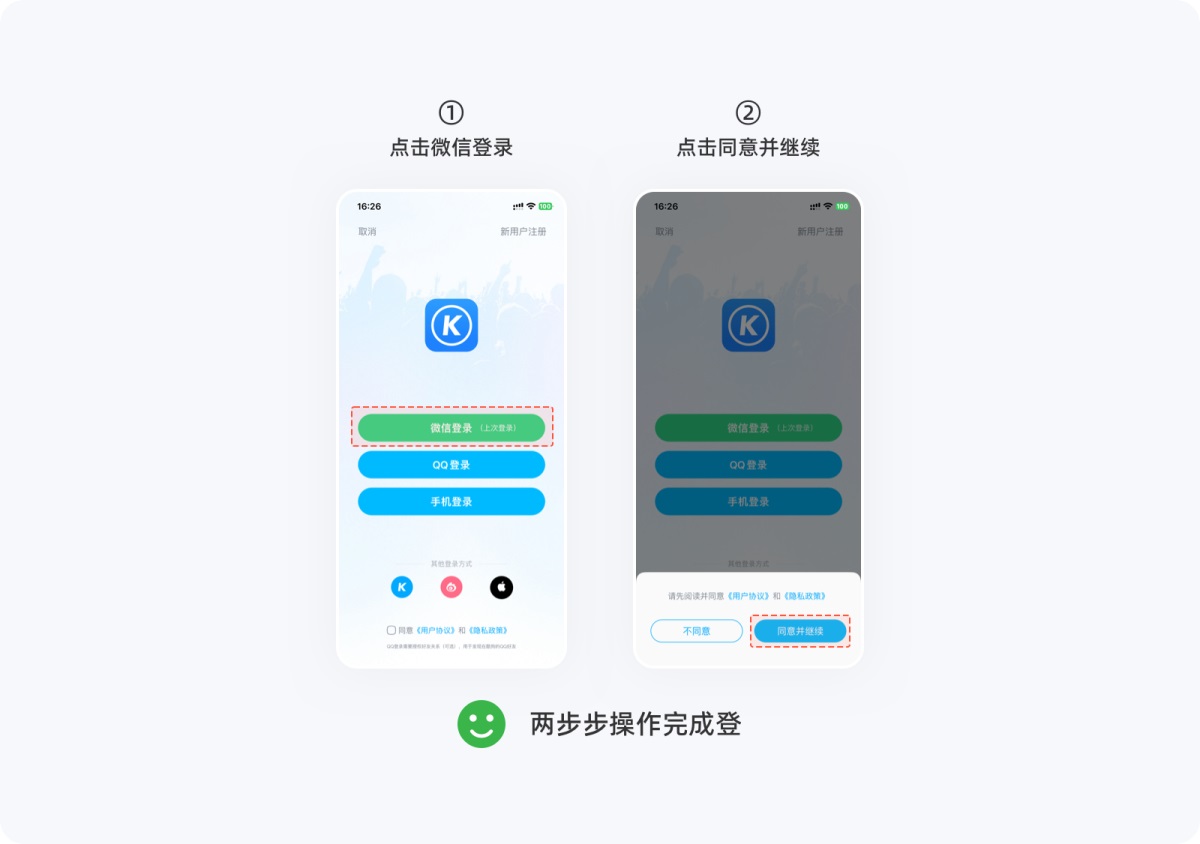 ①
点击微信登录
16:26
100
取消
新用户注册
K
微信登录 (上次登录)
QQ登录
手机登录
其他登录方式
K
同意《用户协议》和《隐私政策》
②
点击同意并继续
16:26
100
取消
新用户注册
K
微信登录 (上次登录)
QQ登录
手机登录
其他登录方式
请先阅读并同意《用户协议》和《隐私政策》
不同意
同意并继续
两步步操作完成登